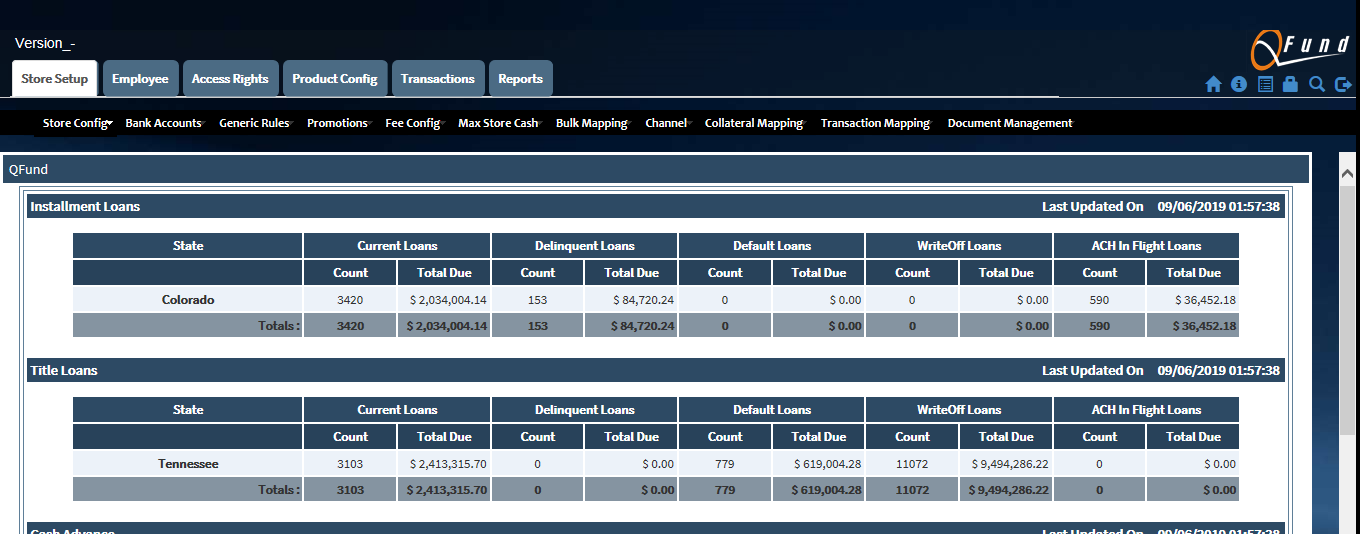 Version_-
QFund
Store Setup Employee Access Rights Product Config Transactions Reports
Store Config Bank Accounts Generic Rules Promotions Fee Config Max Store Cash Bulk Mapping Channel Collateral Mapping Transaction Mapping Document Management
QFund
Installment Loans Last Updated On 09/06/2019 01:57:38
State Current Loans Delinquent Loans Default Loans WriteOff Loans ACH In Flight Loans
Count Total Due Count Total Due Count Total Due Count Total Due Count Total Due
Colorado 3420 $ 2,034,004.14 153 $ 84,720.24 0 $ 0.00 0 $ 0.00 590 $ 36,452.18
Totals : 3420 $ 2,034,004.14 153 $ 84,720.24 0 $ 0.00 0 $ 0.00 590 $ 36,452.18
Title Loans Last Updated On 09/06/2019 01:57:38
State Current Loans Delinquent Loans Default Loans WriteOff Loans ACH In Flight Loans
Count Total Due Count Total Due Count Total Due Count Total Due Count Total Due
Tennessee 3103 $ 2,413,315.70 0 $ 0.00 779 $ 619,004.28 11072 $ 9,494,286.22 0 $ 0.00
Totals : 3103 $ 2,413,315.70 0 $ 0.00 779 $ 619,004.28 11072 $ 9,494,286.22 0 $ 0.00
Cash Advance Last Updated On 09/06/2019 01:57:38